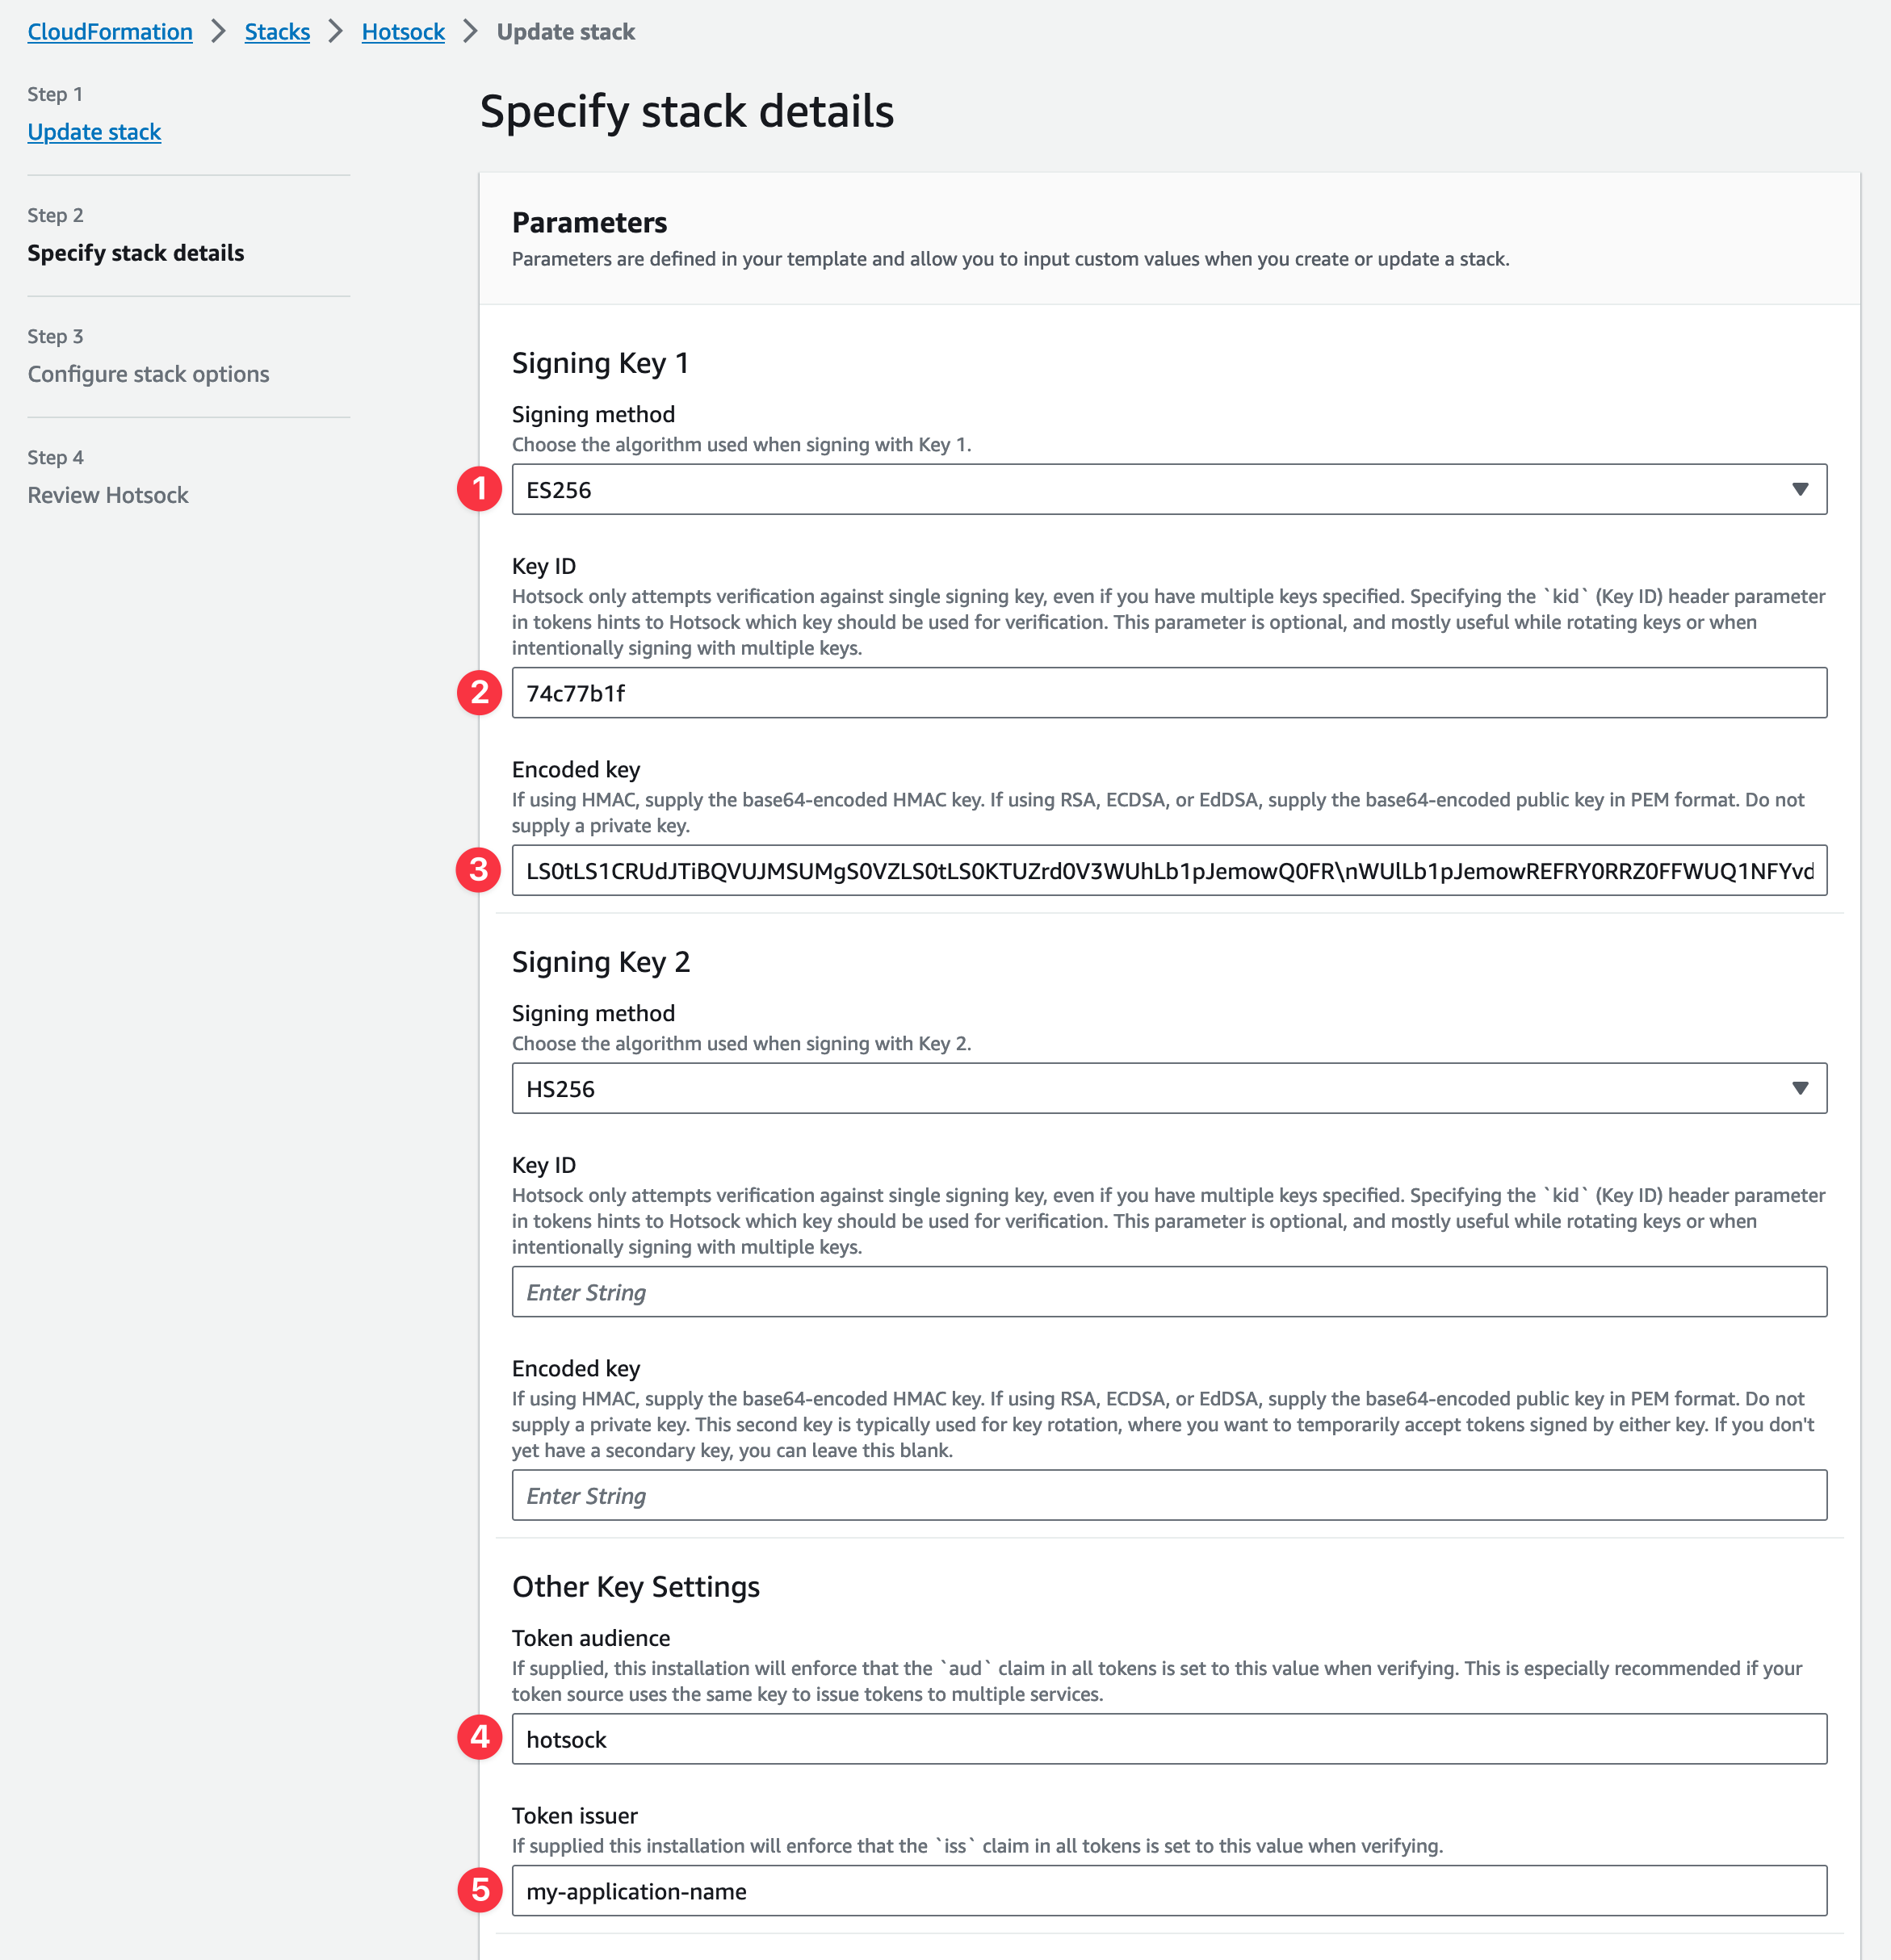 CloudFormation > Stacks > Hotsock > Update stack
Step 1
Update stack
Step 2
Specify stack details
Step 3
Configure stack options
Step 4
Review Hotsock
Specify stack details
Parameters
Parameters are defined in your template and allow you to input custom values when you create or update a stack.
Signing Key 1
Signing method
Choose the algorithm used when signing with Key 1.
1 ES256
Key ID
Hotsock only attempts verification against single signing key, even if you have multiple keys specified. Specifying the `kid` (Key ID) header parameter
in tokens hints to Hotsock which key should be used for verification. This parameter is optional, and mostly useful while rotating keys or when
intentionally signing with multiple keys.
2 74c77b1f
Encoded key
If using HMAC, supply the base64-encoded HMAC key. If using RSA, ECDSA, or EdDSA, supply the base64-encoded public key in PEM format. Do not
supply a private key.
3 LS0tLS1CRUdJTiBQVUJMSUMgS0VZLS0tLS0KTUZrd0V3WUhLb1pJemowQ0FR\nWUlLb1pJemowREFRY0RRZ0FFWUQ1NFYvd
Signing Key 2
Signing method
Choose the algorithm used when signing with Key 2.
HS256
Key ID
Hotsock only attempts verification against single signing key, even if you have multiple keys specified. Specifying the `kid` (Key ID) header parameter
in tokens hints to Hotsock which key should be used for verification. This parameter is optional, and mostly useful while rotating keys or when
intentionally signing with multiple keys.
Enter String
Encoded key
If using HMAC, supply the base64-encoded HMAC key. If using RSA, ECDSA, or EdDSA, supply the base64-encoded public key in PEM format. Do not
supply a private key. This second key is typically used for key rotation, where you want to temporarily accept tokens signed by either key. If you don't
yet have a secondary key, you can leave this blank.
Enter String
Other Key Settings
Token audience
If supplied, this installation will enforce that the `aud` claim in all tokens is set to this value when verifying. This is especially recommended if your
token source uses the same key to issue tokens to multiple services.
4 hotsock
Token issuer
If supplied this installation will enforce that the `iss` claim in all tokens is set to this value when verifying.
5 my-application-name